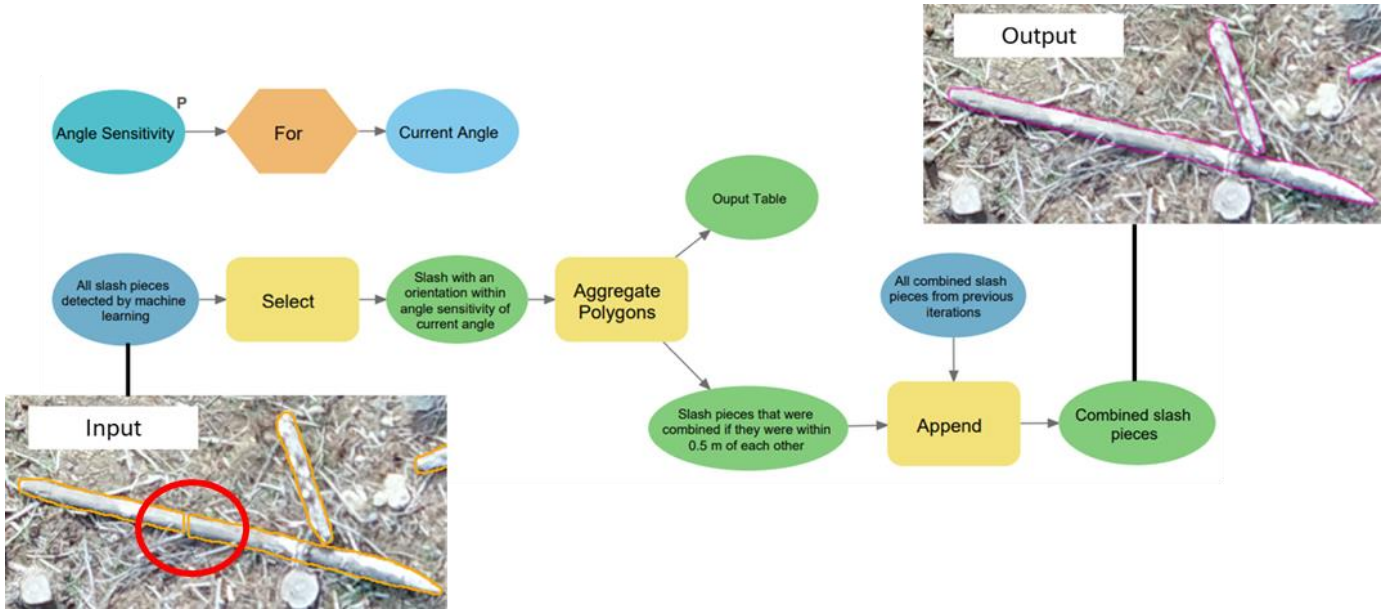 Output
P
Angle Sensitivity
For
Current Angle
Ouput Table
All slash pieces
detected by machine
learning
Select
Slash with an
orientation within
angle sensitivity of
current angle
Aggregate
Polygons
All combined slash
pieces from previous
iterations
Input
Slash pieces that were
combined if they were within
0.5 m of each other
Append
Combined slash
pieces